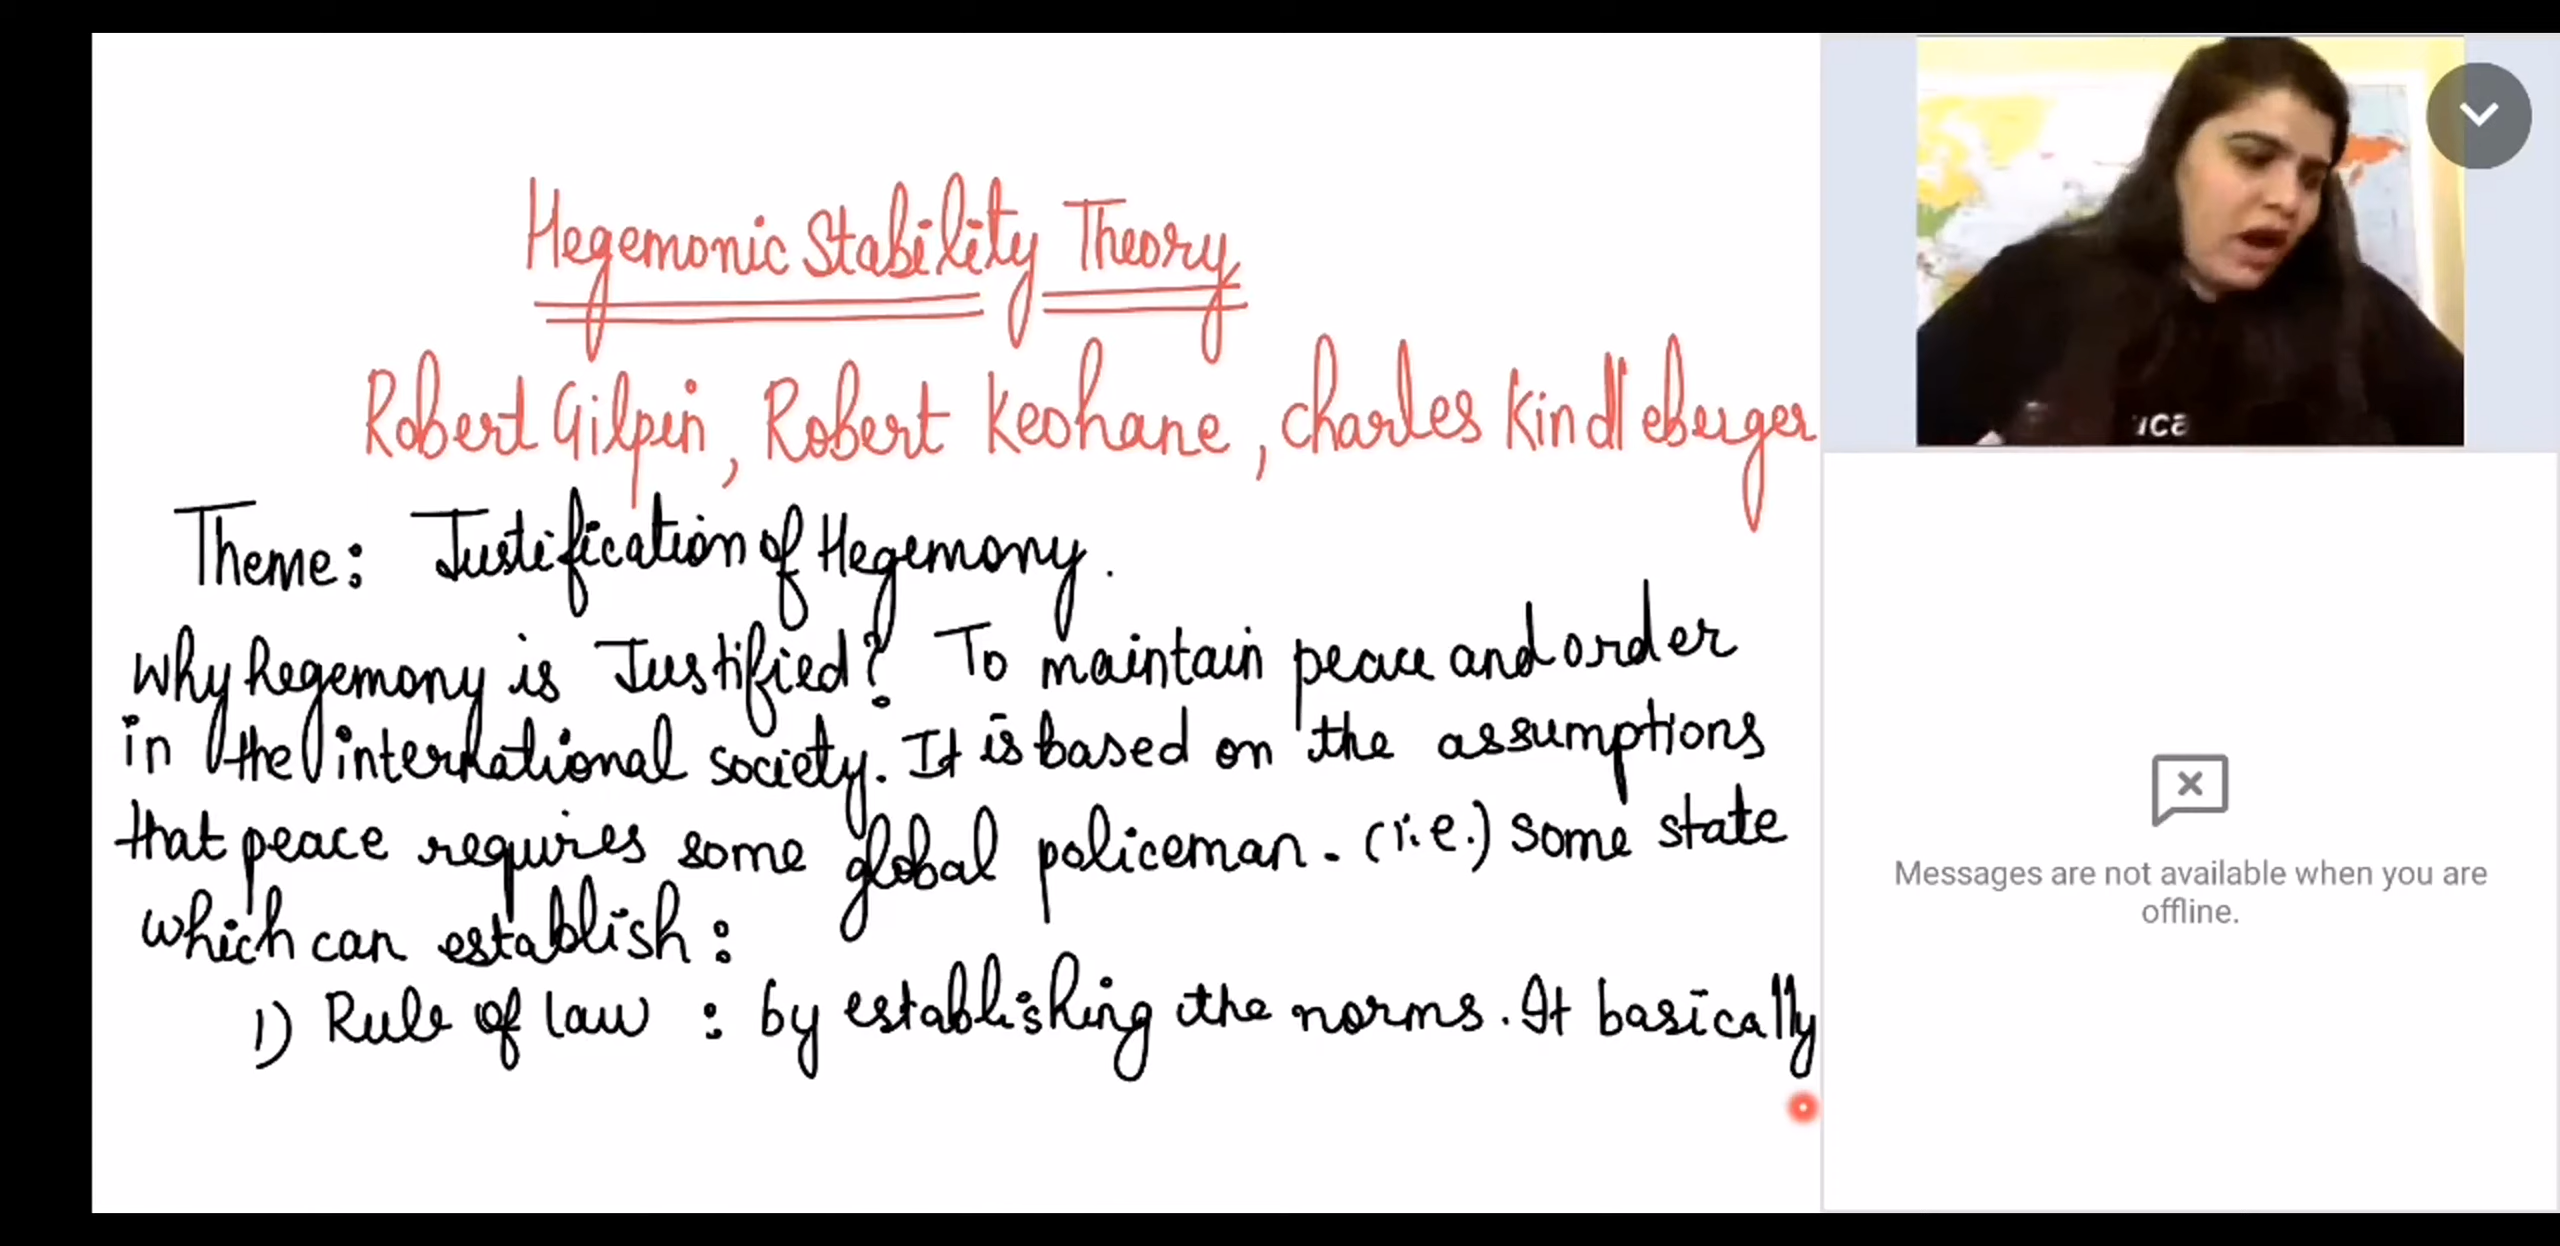 Hegemonic Stability Theory
Robert Gilpin, Robert Keohane, Charles Kindleberger
Theme: Justification of Hegemony.
Why hegemony is Justified? To maintain peace and order
in the international society. It is based on the assumptions
that peace requires some global policeman. (i.e.) some state
which can establish:
1) Rule of law : by establishing the norms. It basically
ica
Messages are not available when you are
offline.